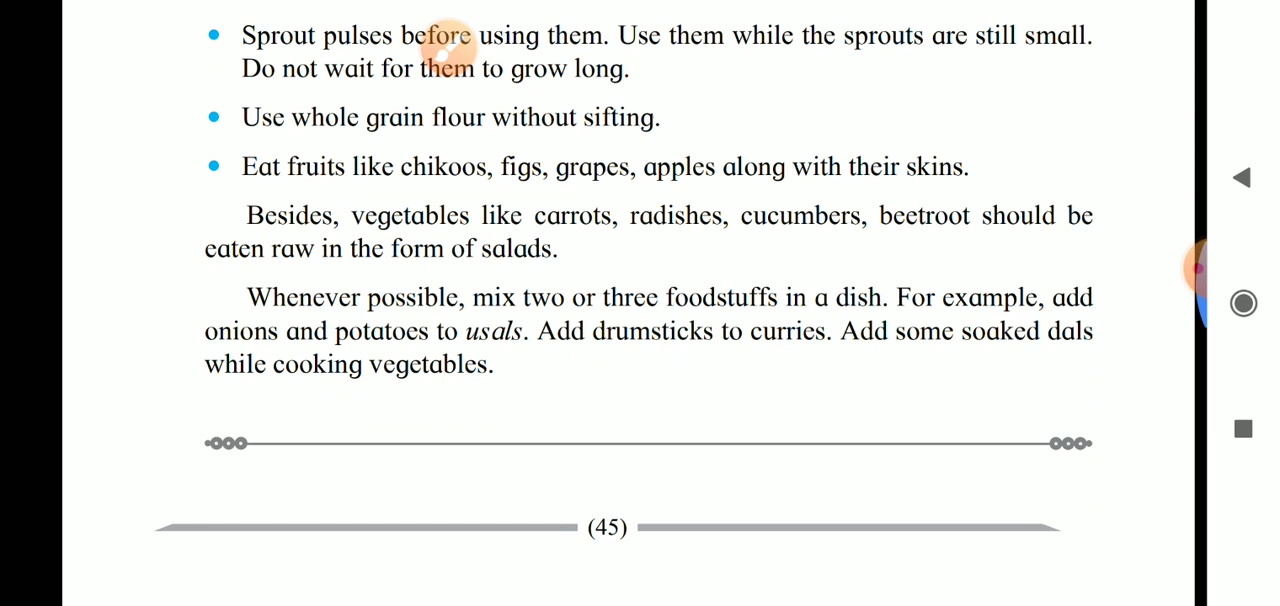 • Sprout pulses before using them. Use them while the sprouts are still small.
Do not wait for them to grow long.
• Use whole grain flour without sifting.
• Eat fruits like chikoos, figs, grapes, apples along with their skins.
Besides, vegetables like carrots, radishes, cucumbers, beetroot should be
eaten raw in the form of salads.
Whenever possible, mix two or three foodstuffs in a dish. For example, add
onions and potatoes to usals. Add drumsticks to curries. Add some soaked dals
while cooking vegetables.
(45)